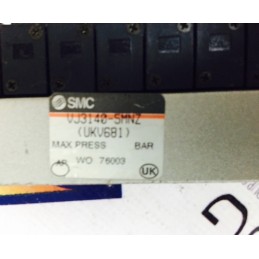 SMC
VJ3140-5MNZ
(UKV681)
MAX.PRESS BAR
WO 76003
UK